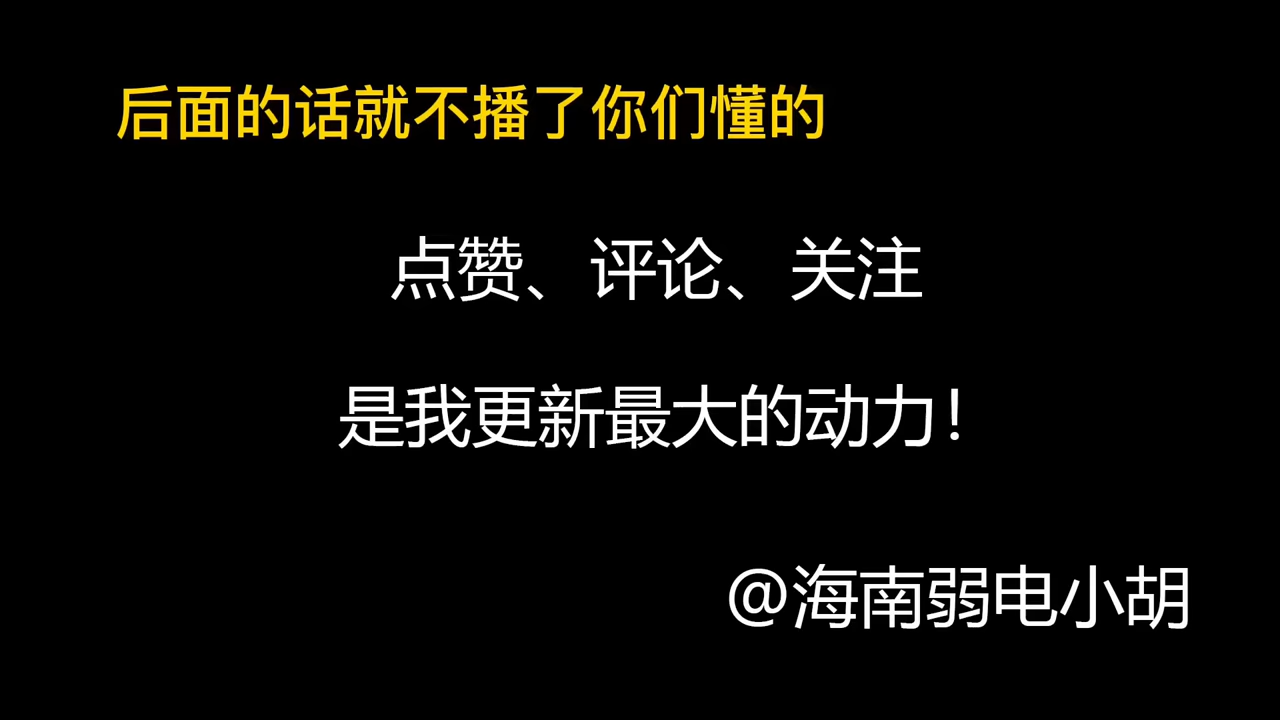 后面的话就不播了你们懂的
点赞、评论、关注
是我更新最大的动力！
@海南弱电小胡